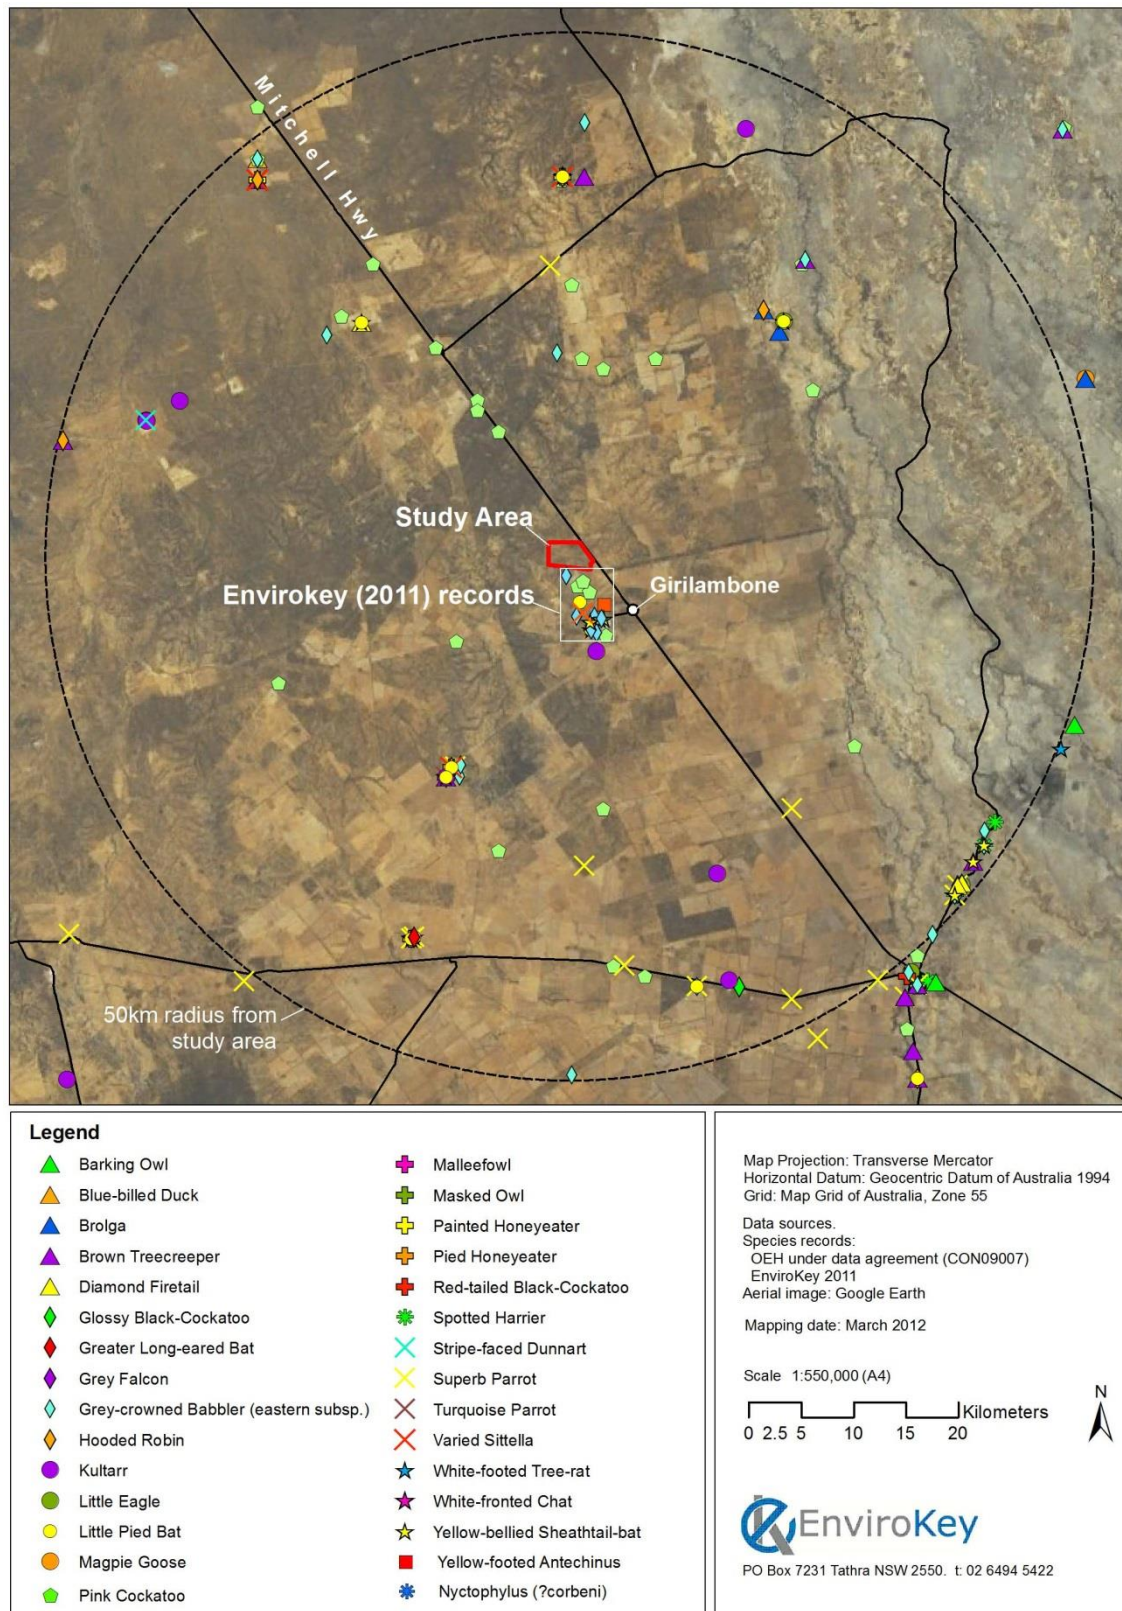 Mitchell Hwy
Study Area
Envirokey (2011) records
Girilambone
50km radius from
study area
Legend
Barking Owl
Blue-billed Duck
Brolga
Brown Treecreeper
Diamond Firetail
Glossy Black-Cockatoo
Greater Long-eared Bat
Grey Falcon
Grey-crowned Babbler (eastern subsp.)
Hooded Robin
Kultarr
Little Eagle
Little Pied Bat
Magpie Goose
Pink Cockatoo
Malleefowl
Masked Owl
Painted Honeyeater
Pied Honeyeater
Red-tailed Black-Cockatoo
Spotted Harrier
Stripe-faced Dunnart
Superb Parrot
Turquoise Parrot
Varied Sittella
White-footed Tree-rat
White-fronted Chat
Yellow-bellied Sheathtail-bat
Yellow-footed Antechinus
Nyctophylus (?corbeni)
Map Projection: Transverse Mercator
Horizontal Datum: Geocentric Datum of Australia 1994
Grid: Map Grid of Australia, Zone 55
Data sources.
Species records:
OEH under data agreement (CON09007)
EnviroKey 2011
Aerial image: Google Earth
Mapping date: March 2012
Scale 1:550,000 (A4)
Kilometers
0 2.5 5 10 15 20
N
EnviroKey
PO Box 7231 Tathra NSW 2550. t: 02 6494 5422